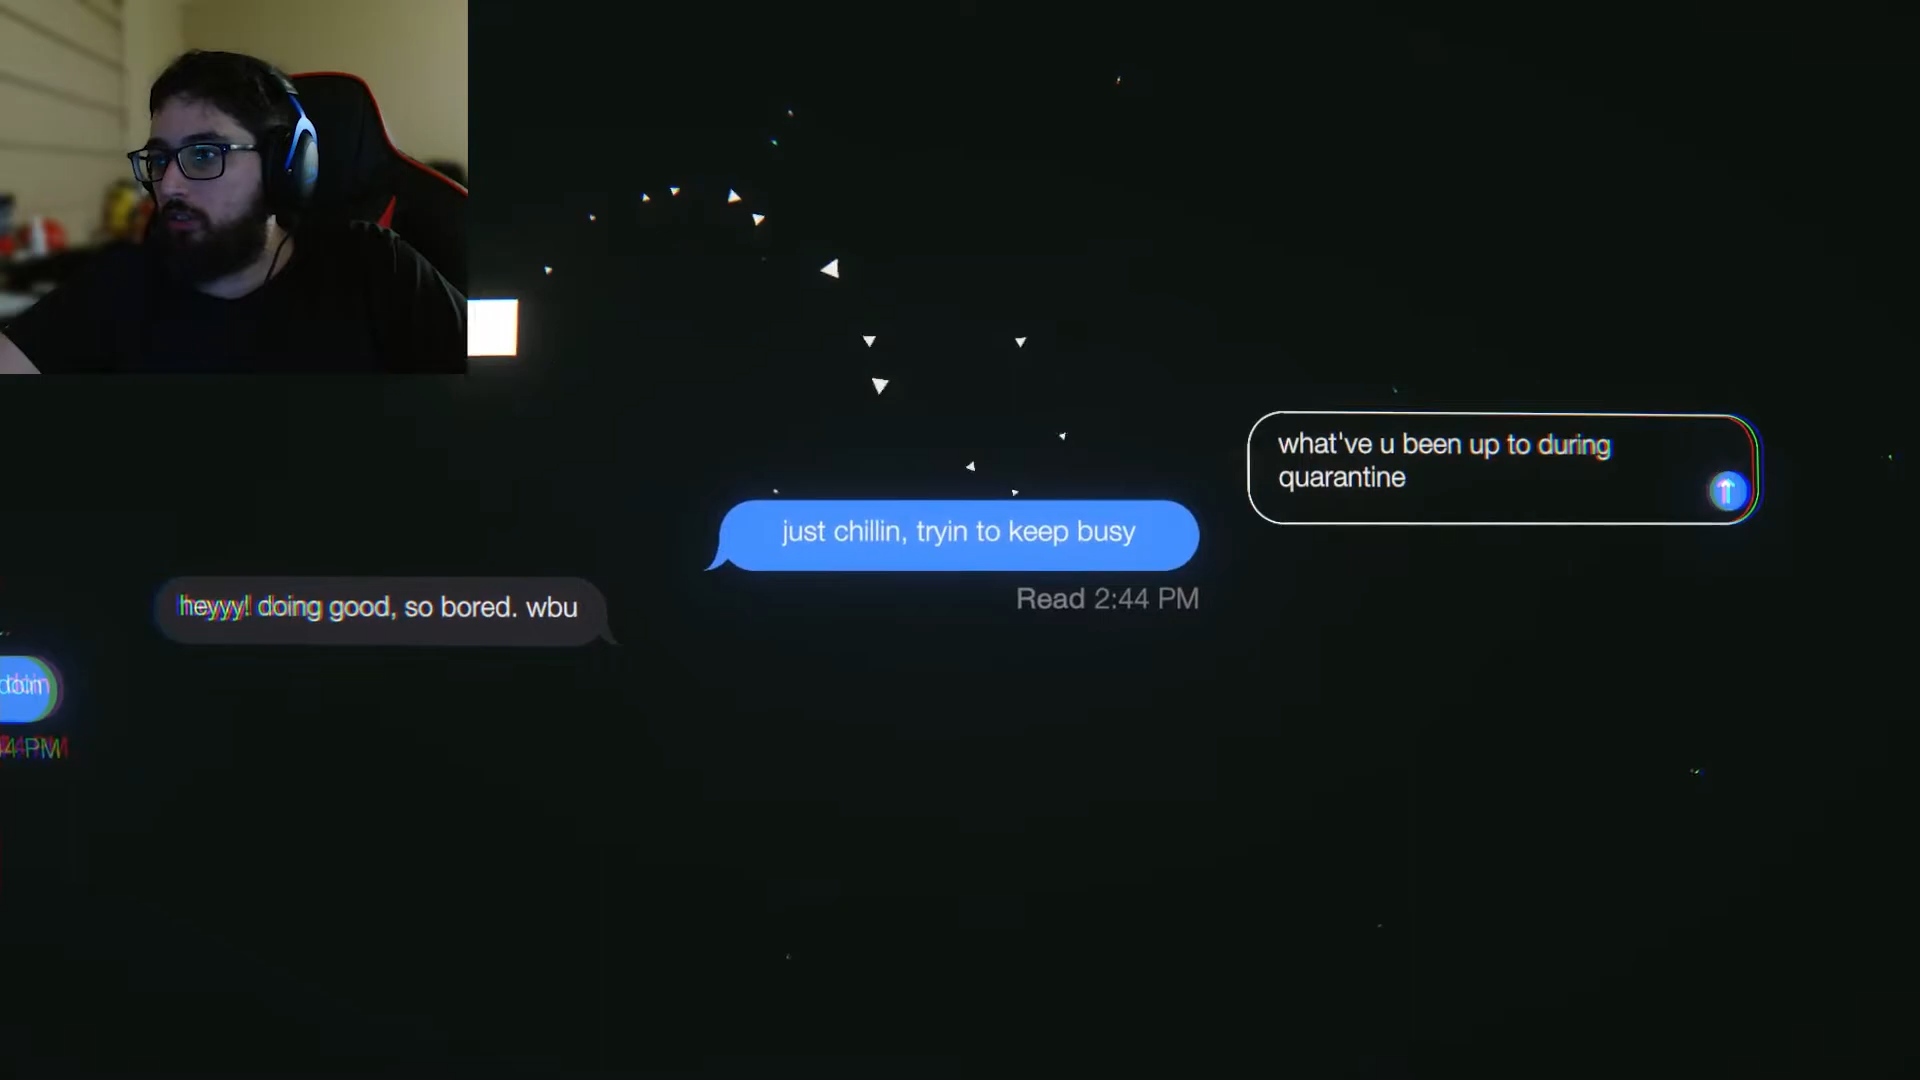 what've u been up to during
quarantine
just chillin, tryin to keep busy
Read 2:44 PM
heyyy! doing good, so bored. wbu